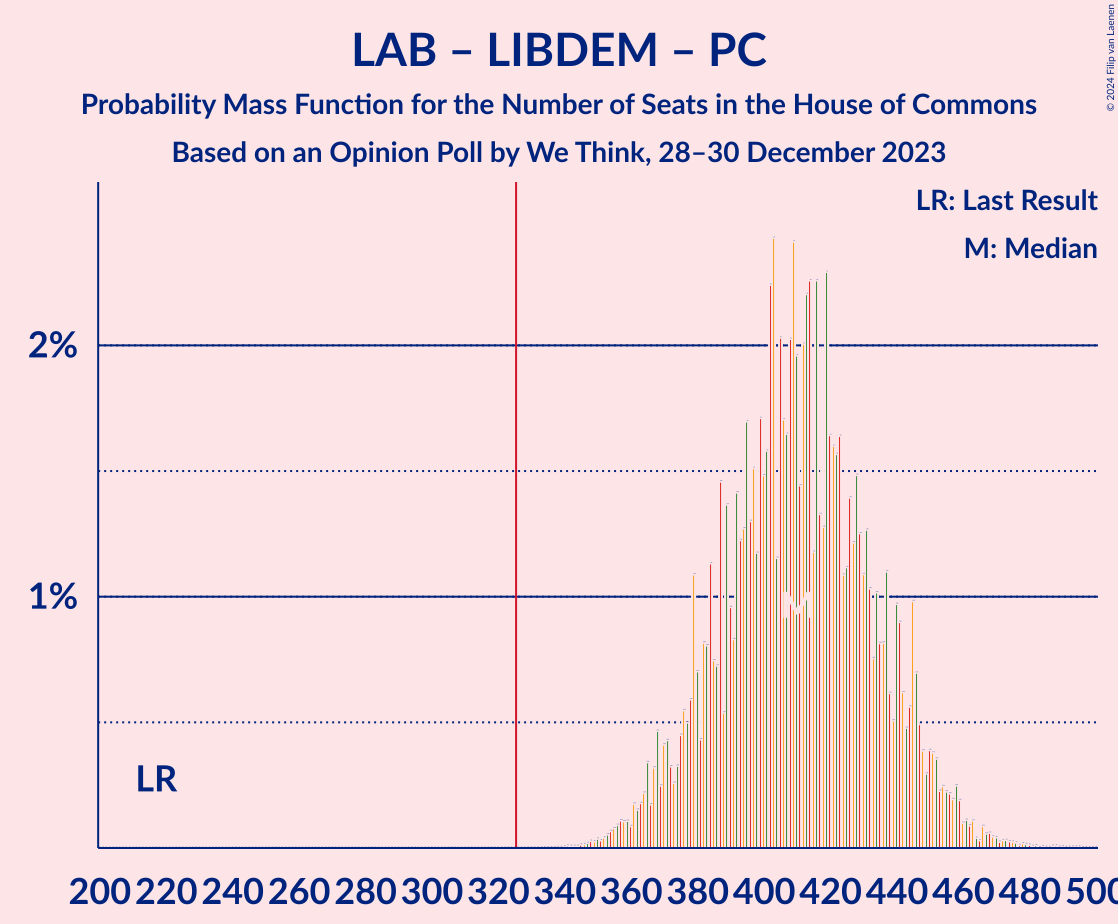 LAB – LIBDEM – PC
Probability Mass Function for the Number of Seats in the House of Commons
Based on an Opinion Poll by We Think, 28–30 December 2023
© 2024 Filip van Laenen
LR: Last Result
M: Median
2%
1%
M
LR
200 220 240 260 280 300 320 340 360 380 400 420 440 460 480 500